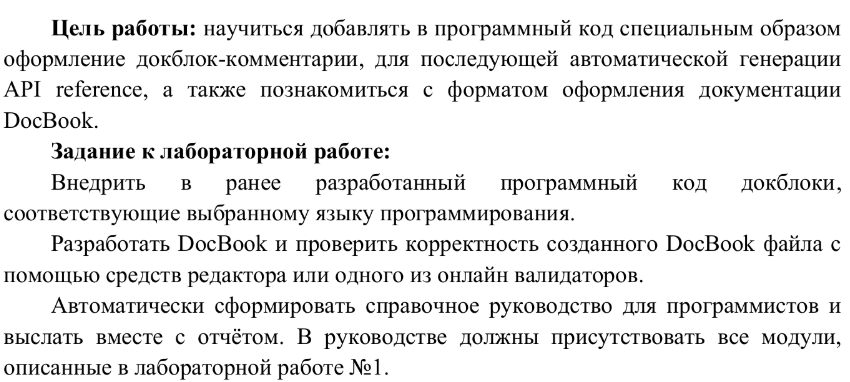 Цель работы: научиться добавлять в программный код специальным образом
оформление докблок-комментарии, для последующей автоматической генерации
API reference, а также познакомиться с форматом оформления документации
DocBook.
Задание к лабораторной работе:
Внедрить в ранее разработанный программный код докблоки,
соответствующие выбранному языку программирования.
Разработать DocBook и проверить корректность созданного DocBook файла с
помощью средств редактора или одного из онлайн валидаторов.
Автоматически сформировать справочное руководство для программистов и
выслать вместе с отчётом. В руководстве должны присутствовать все модули,
описанные в лабораторной работе №1.